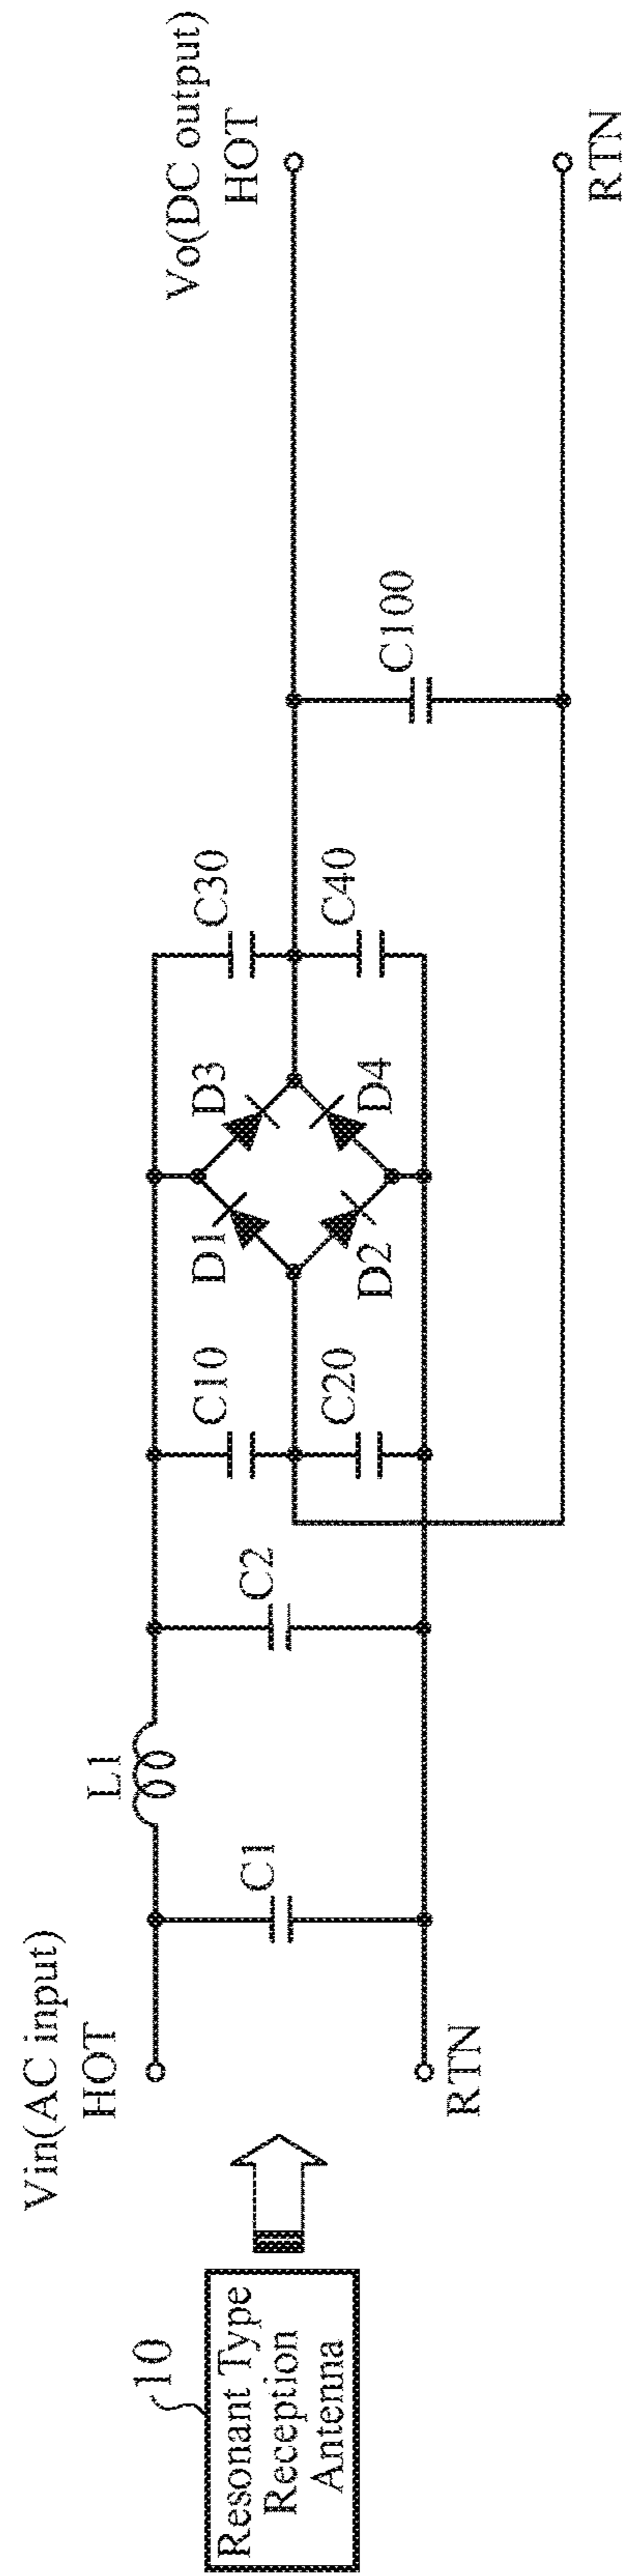 10
Resonant Type
Reception
Antenna
Vin(AC input)
HOT
RTN
C1
L1
C2
C10
C20
D1
D2
D3
D4
C30
C40
C100
Vo(DC output)
HOT
RTN